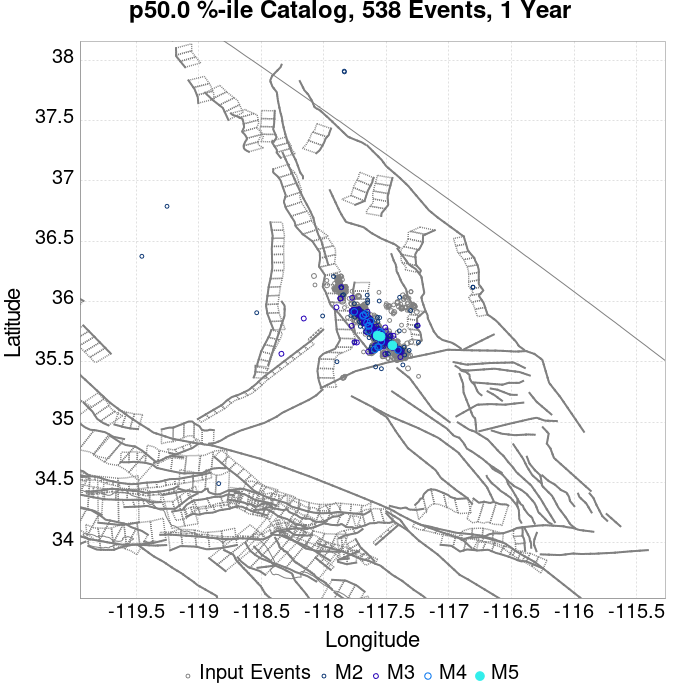 p50.0 %-ile Catalog, 538 Events, 1 Year
38
37.5
37
36.5
36
35.5
35
34.5
34
Latitude
-119.5 -119 -118.5 -118 -117.5 -117 -116.5 -116 -115.5
Longitude
Input Events M2 M3 M4 M5